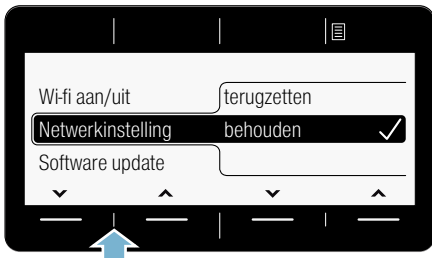 Wi-fi aan/uit terugzetten
Netwerkinstelling behouden
Software update